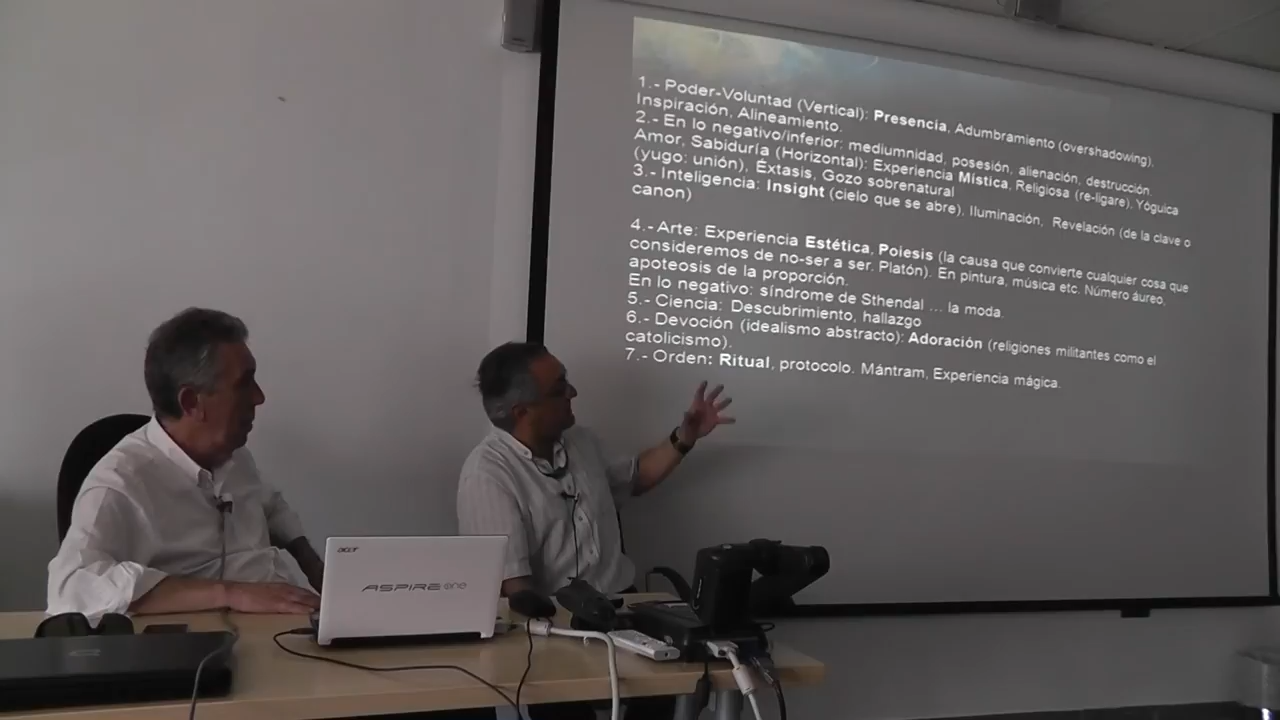 1.- Poder-Voluntad (Vertical): Presencia, Adumbramiento (overshadowing).
Inspiración, Alineamiento.
2.- En lo negativo/inferior: mediumnidad, posesión, alienación, destrucción.
Amor, Sabiduría (Horizontal): Experiencia Mística, Religiosa (re-ligare). Yóguica
(yugo: unión), Éxtasis, Gozo sobrenatural
3.- Inteligencia: Insight (cielo que se abre), Iluminación, Revelación (de la clave o
canon)
4.- Arte: Experiencia Estética, Poiesis (la causa que convierte cualquier cosa que
consideremos de no-ser a ser. Platón). En pintura, música etc. Número áureo,
apoteosis de la proporción.
En lo negativo: síndrome de Sthendal ... la moda.
5.- Ciencia: Descubrimiento, hallazgo
6.- Devoción (idealismo abstracto): Adoración (religiones militantes como el
catolicismo).
7.- Orden: Ritual, protocolo. Mántram, Experiencia mágica.
acer
ASPIRE one